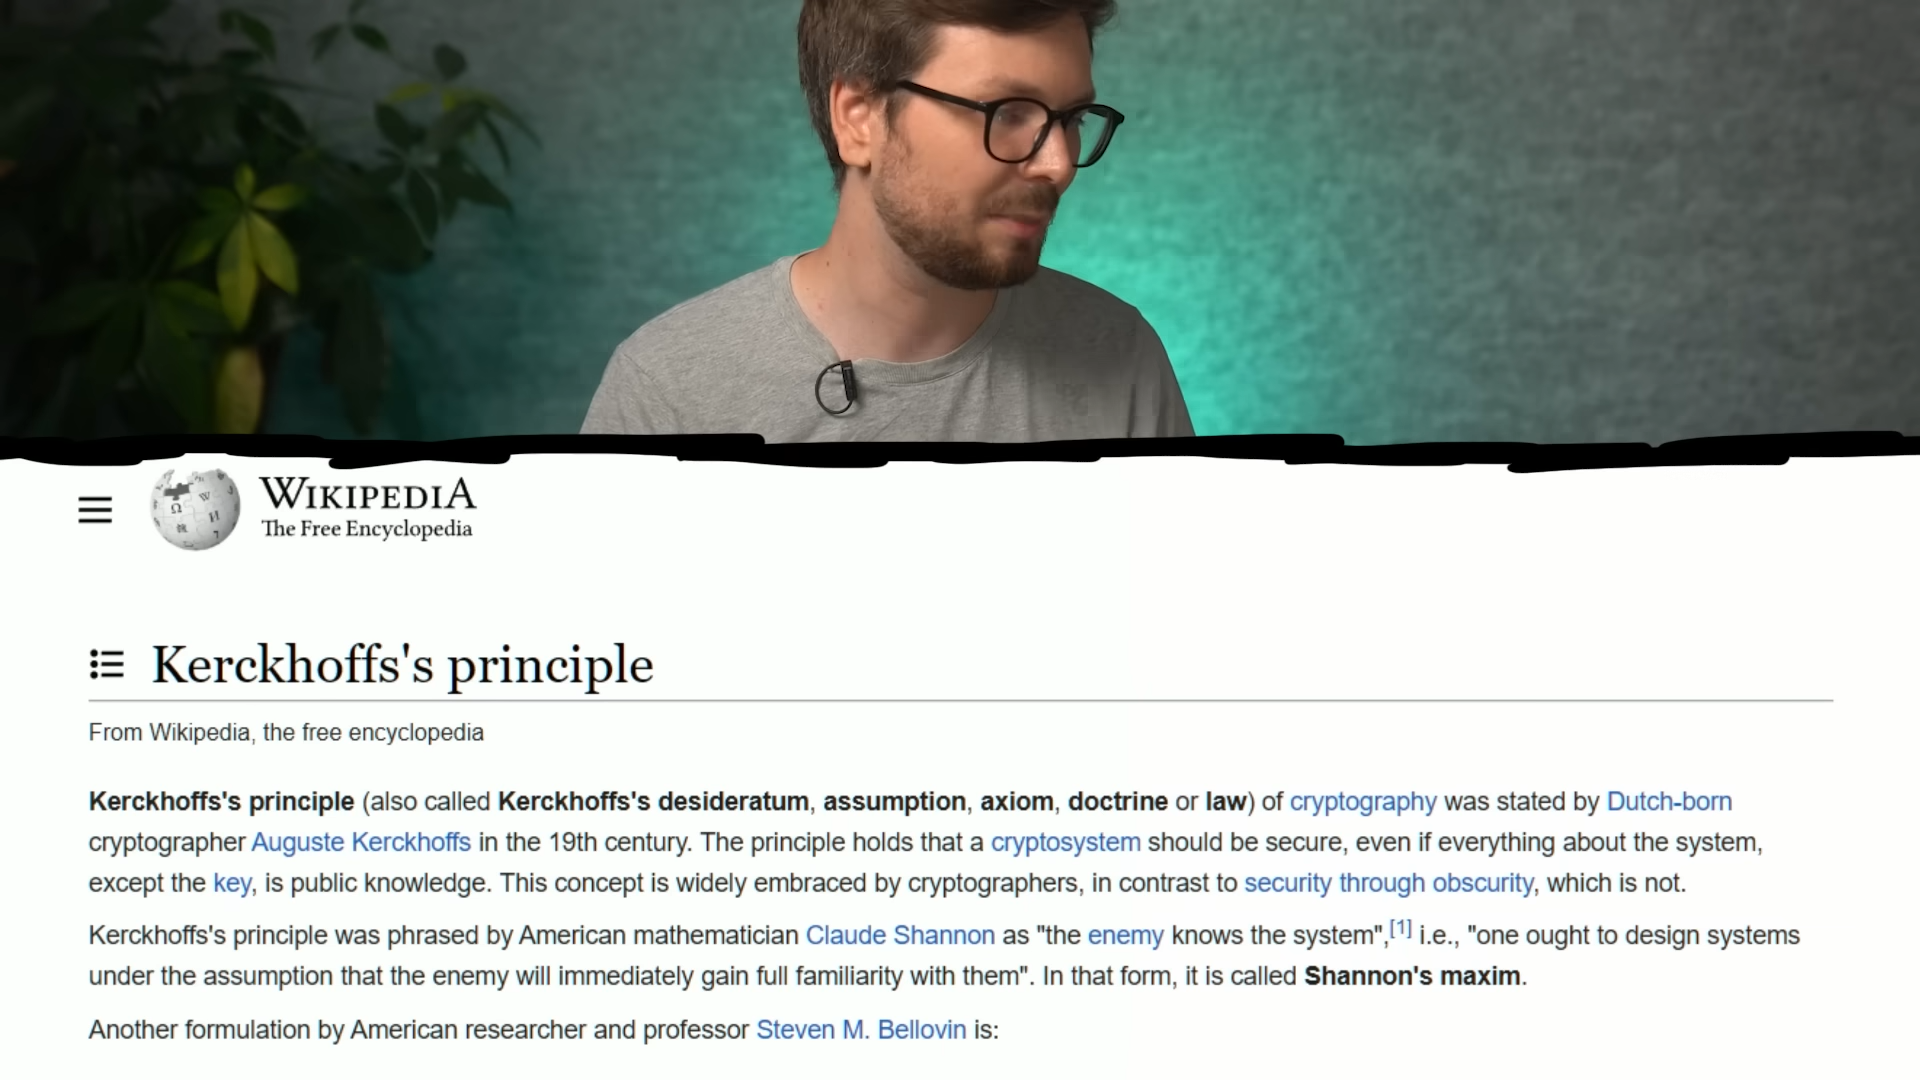 WIKIPEDIA
The Free Encyclopedia
Kerckhoffs's principle
From Wikipedia, the free encyclopedia
Kerckhoffs's principle (also called Kerckhoffs's desideratum, assumption, axiom, doctrine or law) of cryptography was stated by Dutch-born
cryptographer Auguste Kerckhoffs in the 19th century. The principle holds that a cryptosystem should be secure, even if everything about the system,
except the key, is public knowledge. This concept is widely embraced by cryptographers, in contrast to security through obscurity, which is not.
Kerckhoffs's principle was phrased by American mathematician Claude Shannon as "the enemy knows the system",[1] i.e., "one ought to design systems
under the assumption that the enemy will immediately gain full familiarity with them". In that form, it is called Shannon's maxim.
Another formulation by American researcher and professor Steven M. Bellovin is: